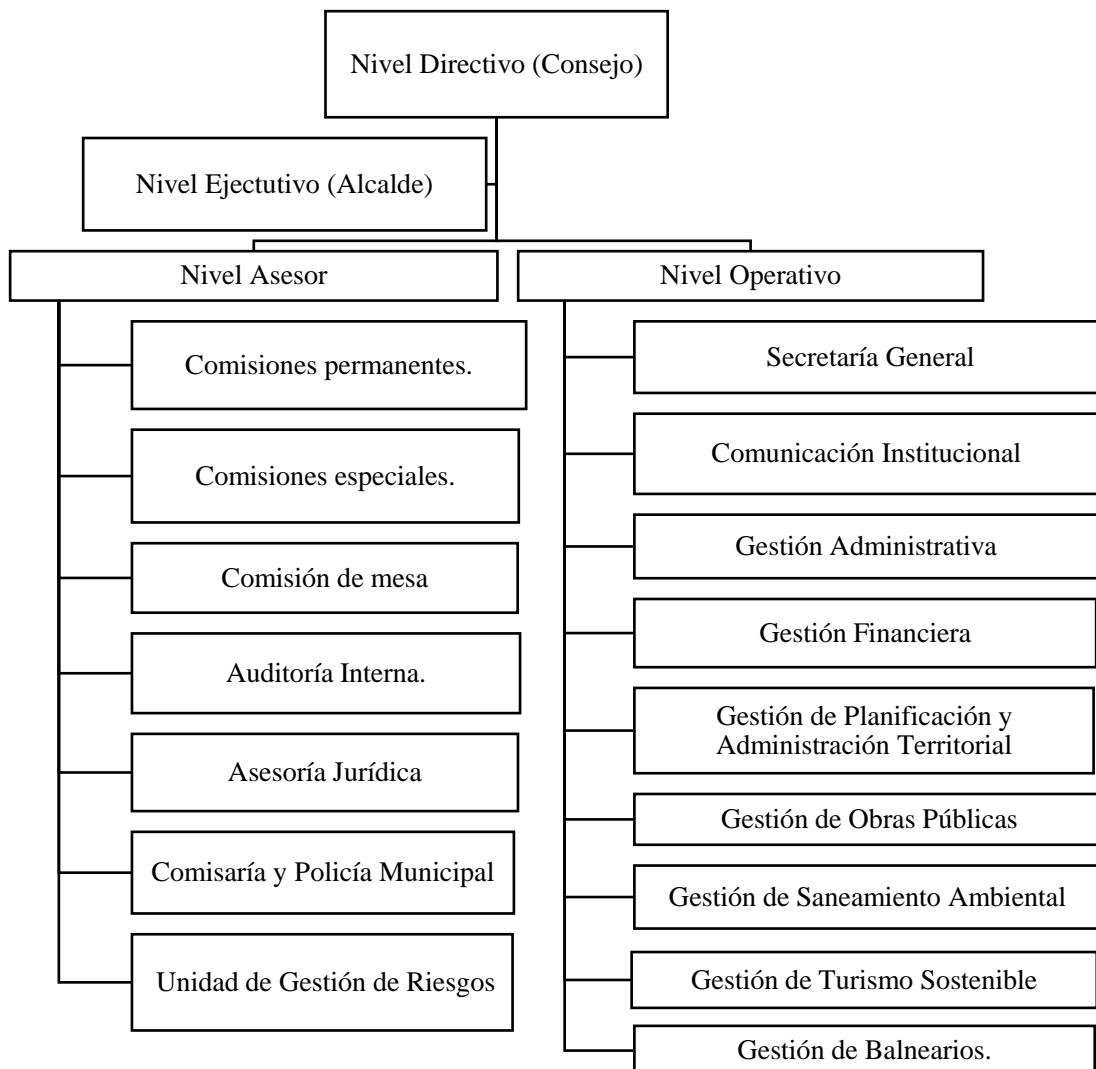 Nivel Directivo (Consejo)
Nivel Ejectutivo (Alcalde)
Nivel Asesor
Comisiones permanentes.
Comisiones especiales.
Comisión de mesa
Auditoría Interna.
Asesoría Jurídica
Comisaría y Policía Municipal
Unidad de Gestión de Riesgos
Nivel Operativo
Secretaría General
Comunicación Institucional
Gestión Administrativa
Gestión Financiera
Gestión de Planificación y
Administración Territorial
Gestión de Obras Públicas
Gestión de Saneamiento Ambiental
Gestión de Turismo Sostenible
Gestión de Balnearios.